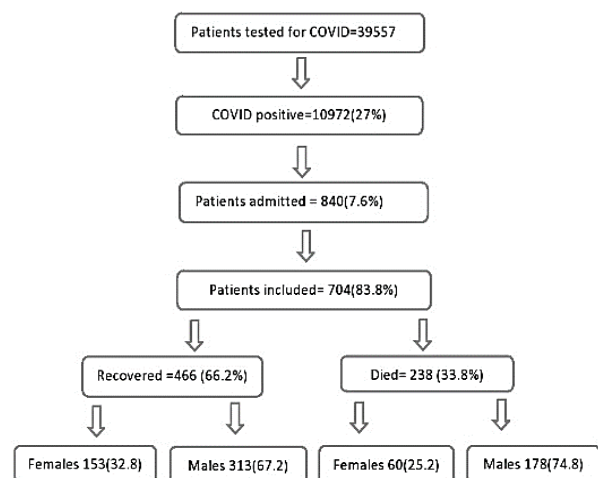 Patients tested for COVID=39557
COVID positive=10972(27%)
Patients admitted = 840(7.6%)
Patients included= 704(83.8%)
Recovered =466 (66.2%)
Died= 238 (33.8%)
Females 153(32.8)
Males 313(67.2)
Females 60(25.2)
Males 178(74.8)